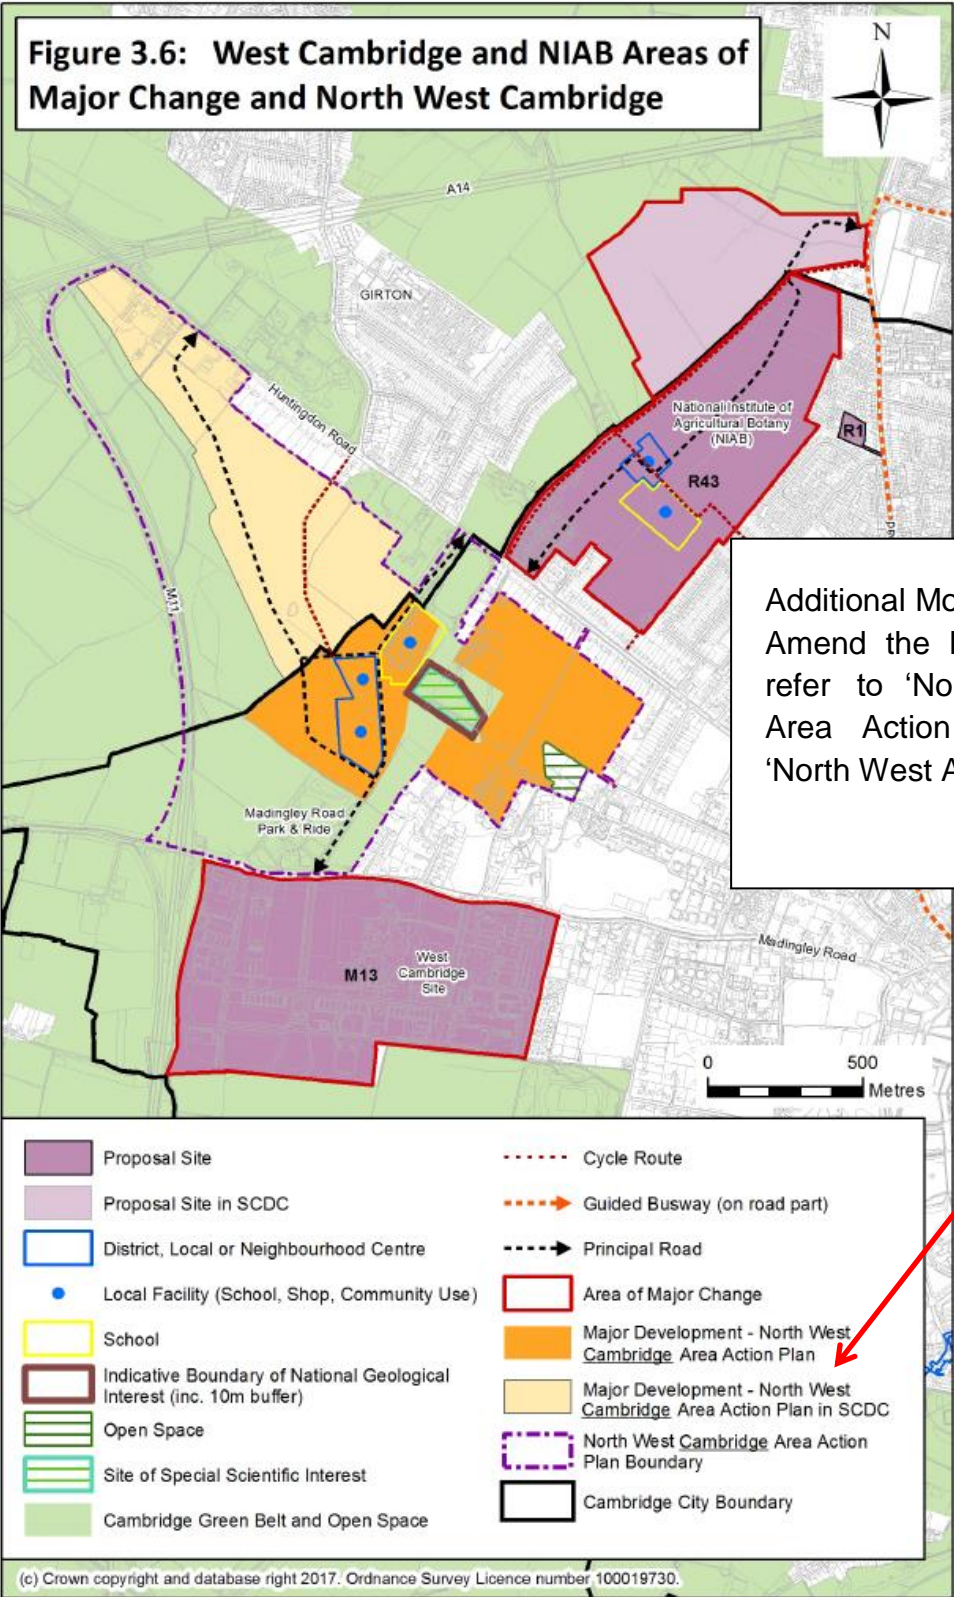 Figure 3.6: West Cambridge and NIAB Areas of
Major Change and North West Cambridge
N
A14
GIRTON
Huntingdon Road
National Institute of
Agricultural Botany
(NIAB)
R43
R1
M11
Additional Mo
Amend the
refer to ‘No
Area Action
‘North West A
Madingley Road
Park & Ride
Madingley Road
M13
West
Cambridge
Site
0 500
Metres
Proposal Site
Proposal Site in SCDC
District, Local or Neighbourhood Centre
Local Facility (School, Shop, Community Use)
School
Indicative Boundary of National Geological
Interest (inc. 10m buffer)
Open Space
Site of Special Scientific Interest
Cambridge Green Belt and Open Space
Cycle Route
Guided Busway (on road part)
Principal Road
Area of Major Change
Major Development - North West
Cambridge Area Action Plan
Major Development - North West
Cambridge Area Action Plan in SCDC
North West Cambridge Area Action
Plan Boundary
Cambridge City Boundary
(c) Crown copyright and database right 2017. Ordnance Survey Licence number 100019730.